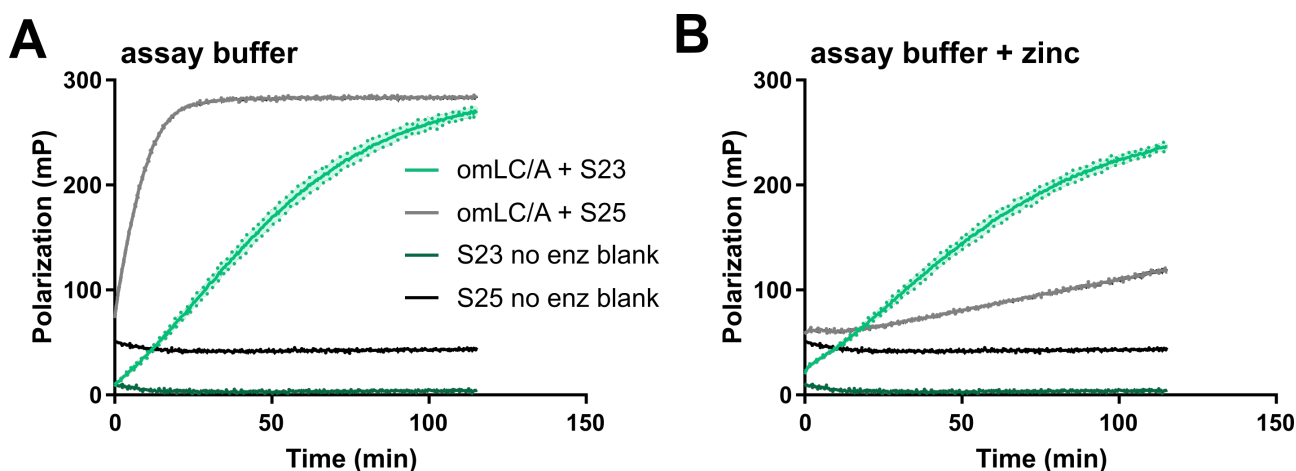 A
assay buffer
300
200
100
0
Polarization (mP)
0
50
100
150
Time (min)
omLC/A + S23
omLC/A + S25
S23 no enz blank
S25 no enz blank
B
assay buffer + zinc
300
200
100
0
Polarization (mP)
0
50
100
150
Time (min)